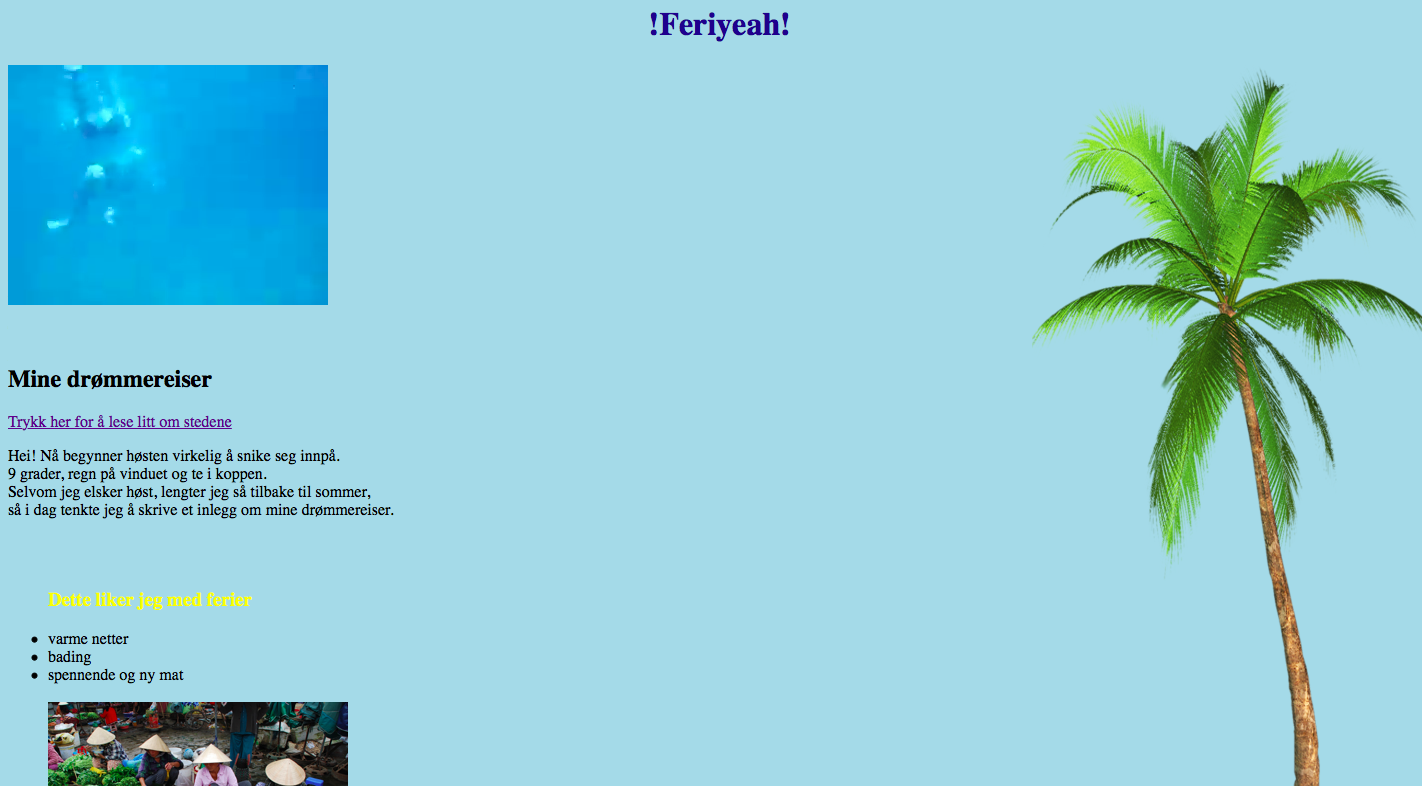 !Feriyeah!
Mine drømmereiser
Trykk her for å lese litt om stedene
Hei! Nå begynner høsten virkelig å snike seg innpå.
9 grader, regn på vinduet og te i koppen.
Selvom jeg elsker høst, lengter jeg så tilbake til sommer,
så i dag tenkte jeg å skrive et inlegg om mine drømmereiser.
Dette liker jeg med ferier
• varme netter
• bading
• spennende og ny mat